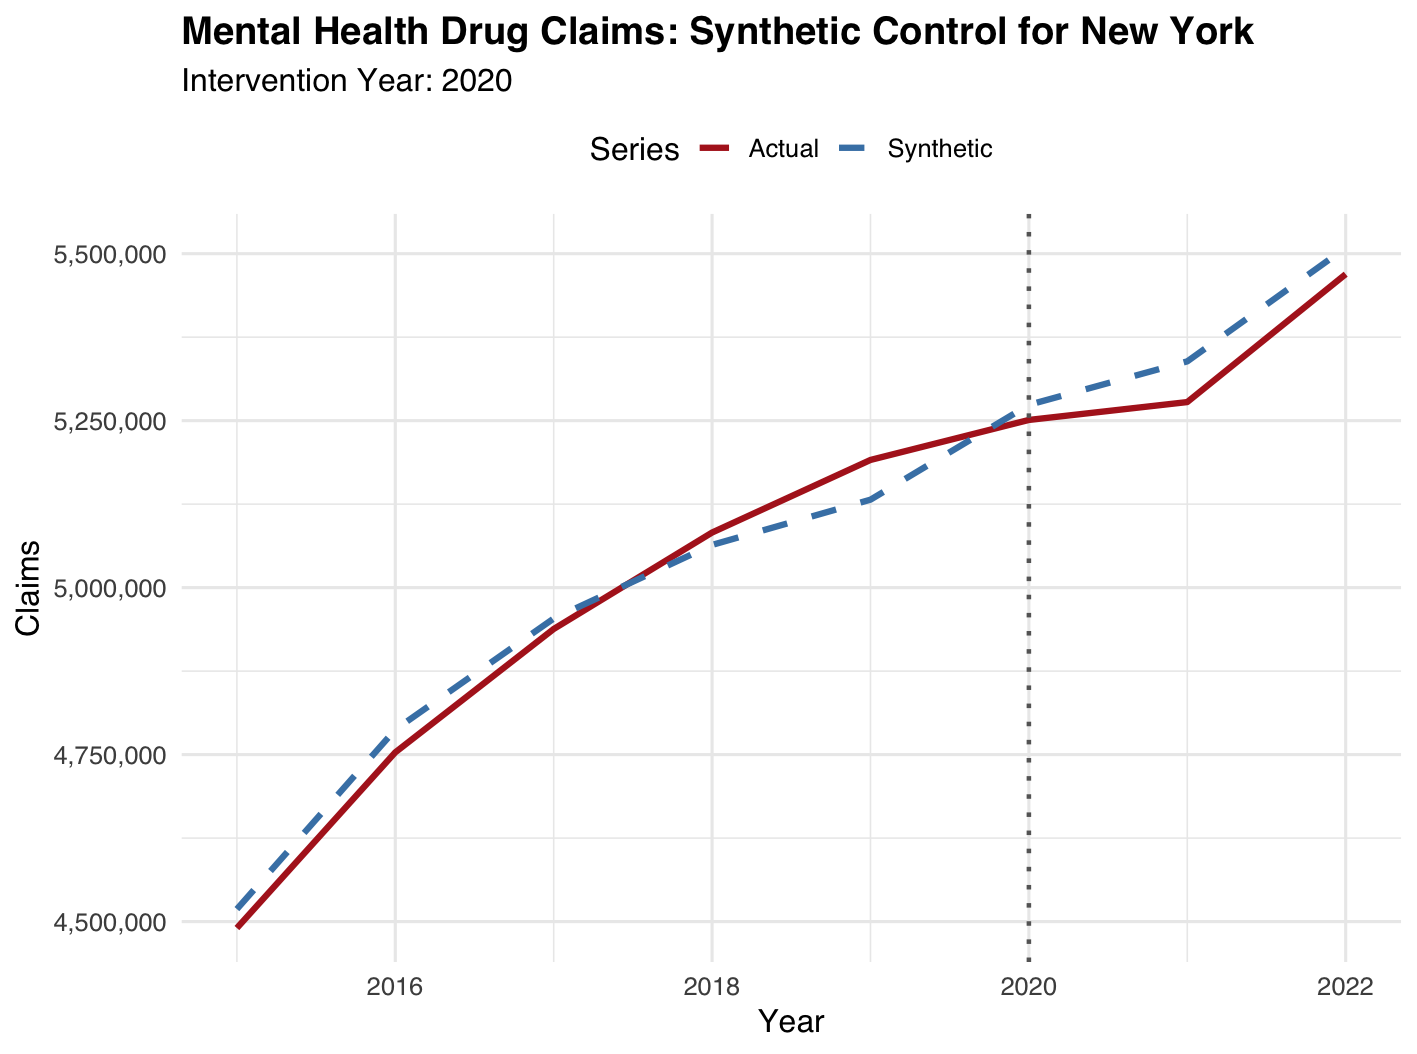 Mental Health Drug Claims: Synthetic Control for New York
Intervention Year: 2020
Series Actual Synthetic
5,500,000
5,250,000
5,000,000
4,750,000
4,500,000
Claims
2016 2018 2020 2022
Year